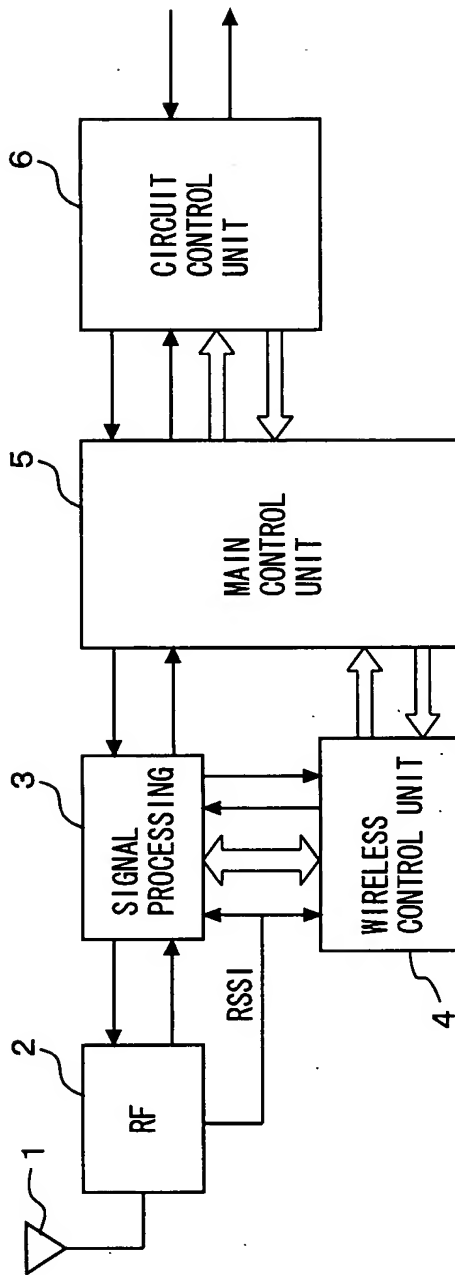 1
2
RF
RSSI
3
SIGNAL
PROCESSING
4
WIRELESS
CONTROL UNIT
5
MAIN
CONTROL
UNIT
6
CIRCUIT
CONTROL
UNIT